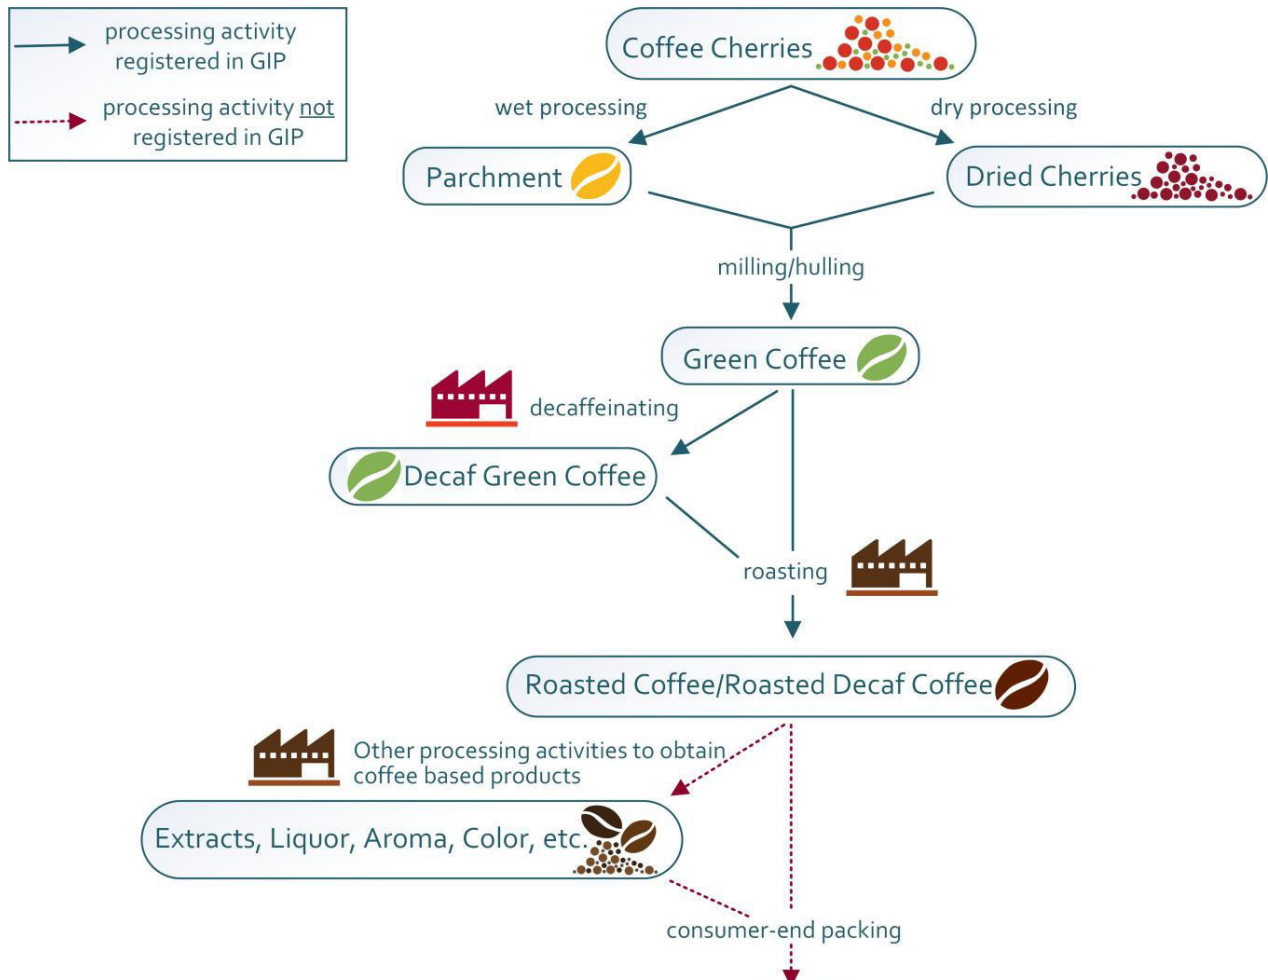 processing activity
registered in GIP
processing activity not
registered in GIP
Coffee Cherries
wet processing
dry processing
Parchment
Dried Cherries
milling/hulling
Green Coffee
decaffeinating
Decaf Green Coffee
roasting
Roasted Coffee/Roasted Decaf Coffee
Other processing activities to obtain
coffee based products
Extracts, Liquor, Aroma, Color, etc.
consumer-end packing